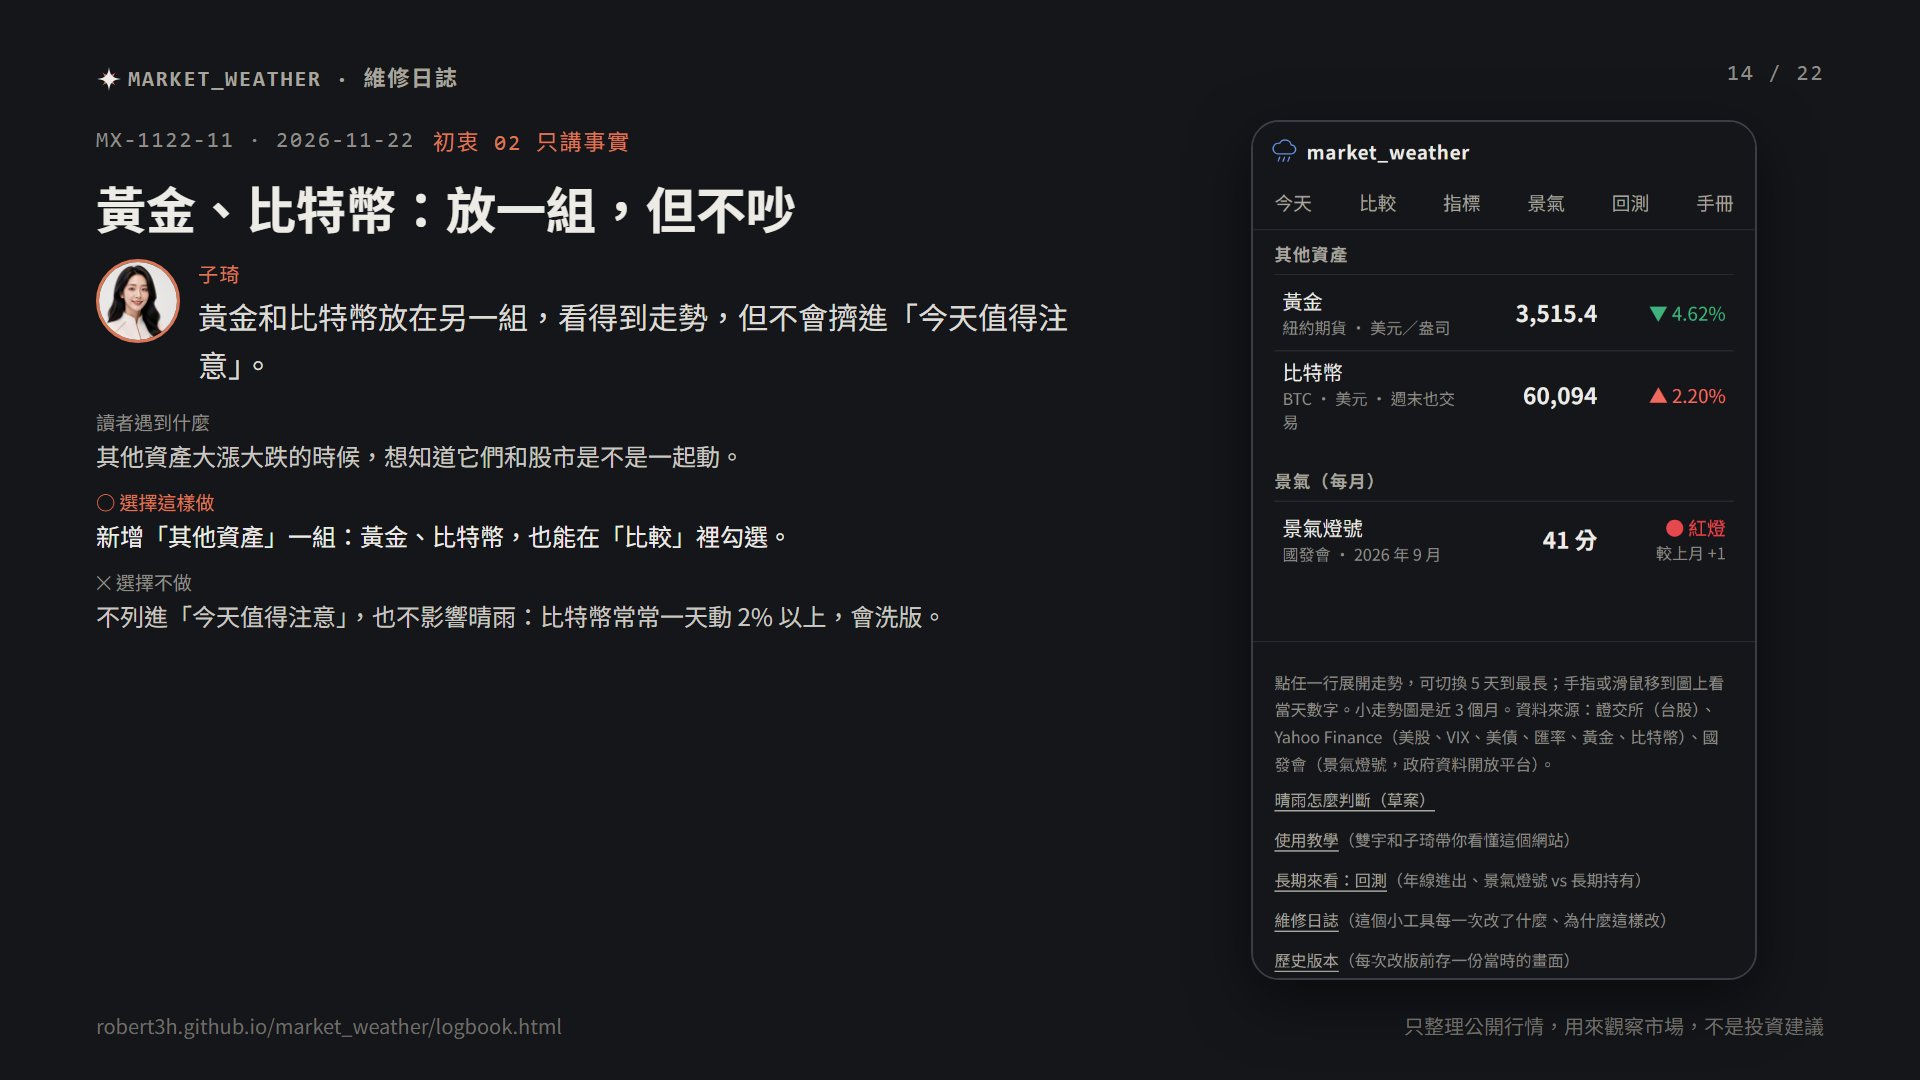 MARKET_WEATHER · 維修日誌
14 / 22
MX-1122-11 · 2026-11-22 初衷 02 只講事實
黃金、比特幣：放一組，但不吵
子琦
黃金和比特幣放在另一組，看得到走勢，但不會擠進「今天值得注
意」。
讀者遇到什麼
其他資產大漲大跌的時候，想知道它們和股市是不是一起動。
○ 選擇這樣做
新增「其他資產」一組：黃金、比特幣，也能在「比較」裡勾選。
× 選擇不做
不列進「今天值得注意」，也不影響晴雨：比特幣常常一天動 2% 以上，會洗版。
market_weather
今天 比較 指標 景氣 回測 手冊
其他資產
黃金
紐約期貨 · 美元／盎司
3,515.4
▼ 4.62%
比特幣
BTC · 美元 · 週末也交
易
60,094
▲ 2.20%
景氣（每月）
景氣燈號
國發會 · 2026 年 9 月
41 分
● 紅燈
較上月 +1
點任一行展開走勢，可切換 5 天到最長；手指或滑鼠移到圖上看
當天數字。小走勢圖是近 3 個月。資料來源：證交所（台股）、
Yahoo Finance（美股、VIX、美債、匯率、黃金、比特幣）、國
發會（景氣燈號，政府資料開放平台）。
晴雨怎麼判斷（草案）
使用教學（雙宇和子琦帶你看懂這個網站）
長期來看：回測（年線進出、景氣燈號 vs 長期持有）
維修日誌（這個小工具每一次改了什麼、為什麼這樣改）
歷史版本（每次改版前存一份當時的畫面）
robert3h.github.io/market_weather/logbook.html
只整理公開行情，用來觀察市場，不是投資建議